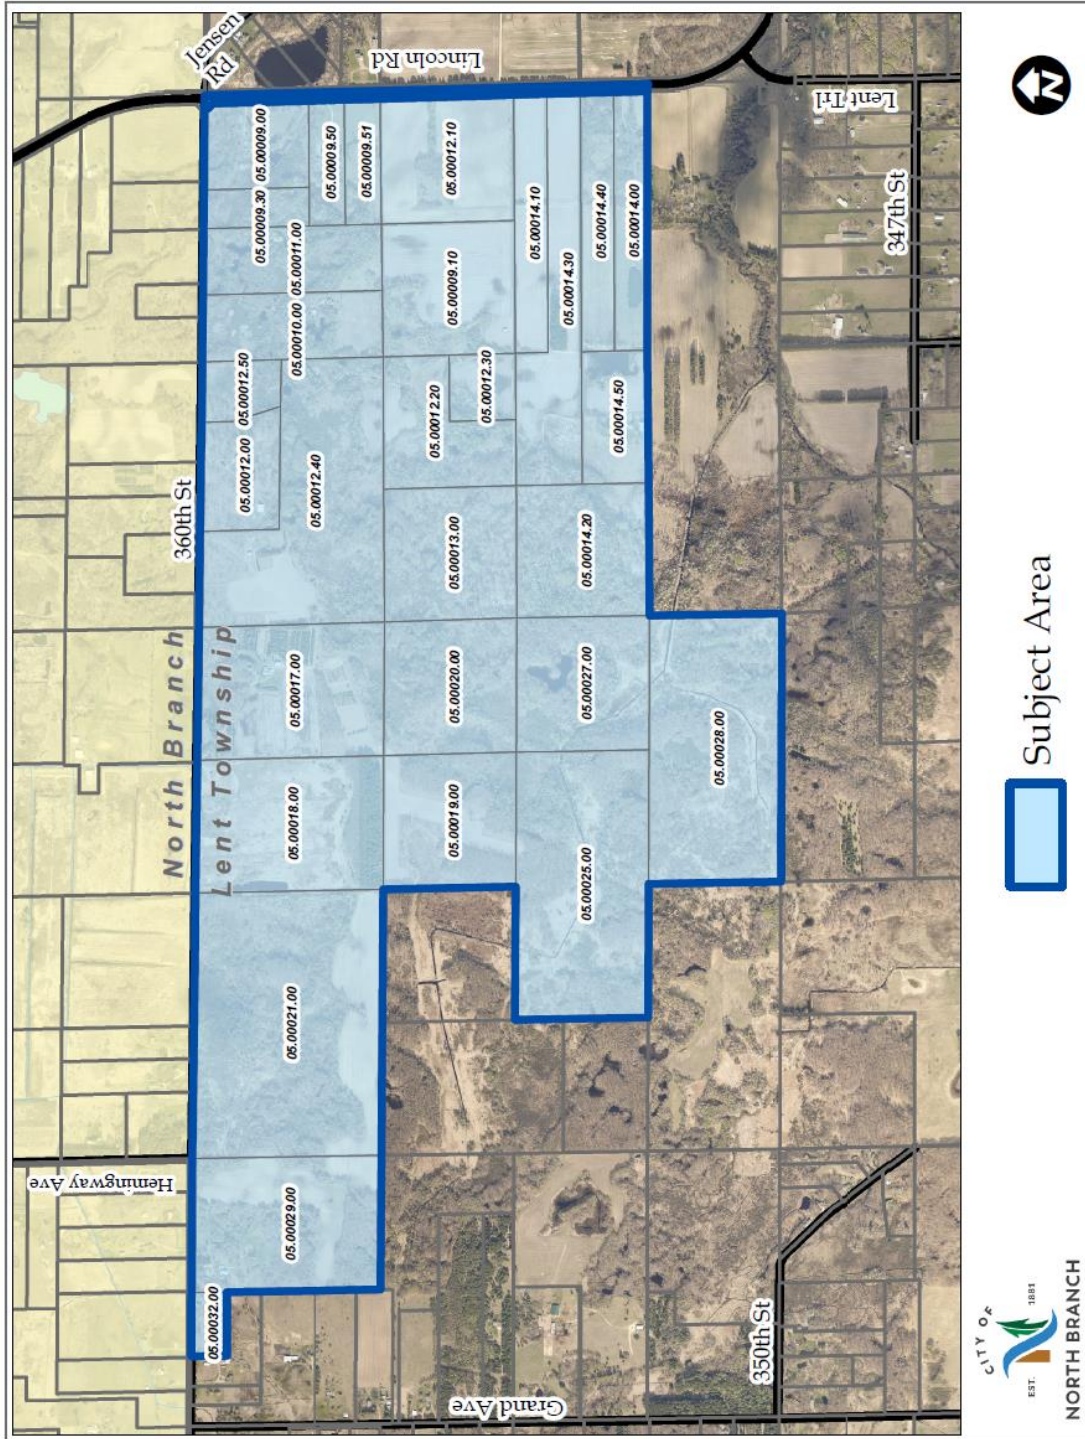 Jensen
Rd
Lincoln Rd
Lent Trl
347th St
360th St
North Branch
Lent Township
Hemingway Ave
Grand Ave
350th St
05.00009.00
05.00009.30
05.00009.50
05.00009.51
05.00011.00
05.00010.00
05.00012.10
05.00009.10
05.00014.10
05.00014.30
05.00014.40
05.00014.00
05.00012.50
05.00012.00
05.00012.40
05.00012.20
05.00012.30
05.00014.50
05.00013.00
05.00014.20
05.00017.00
05.00020.00
05.00027.00
05.00028.00
05.00018.00
05.00019.00
05.00025.00
05.00021.00
05.00029.00
05.00032.00
N
Subject Area
CITY OF
EST. 1881
NORTH BRANCH